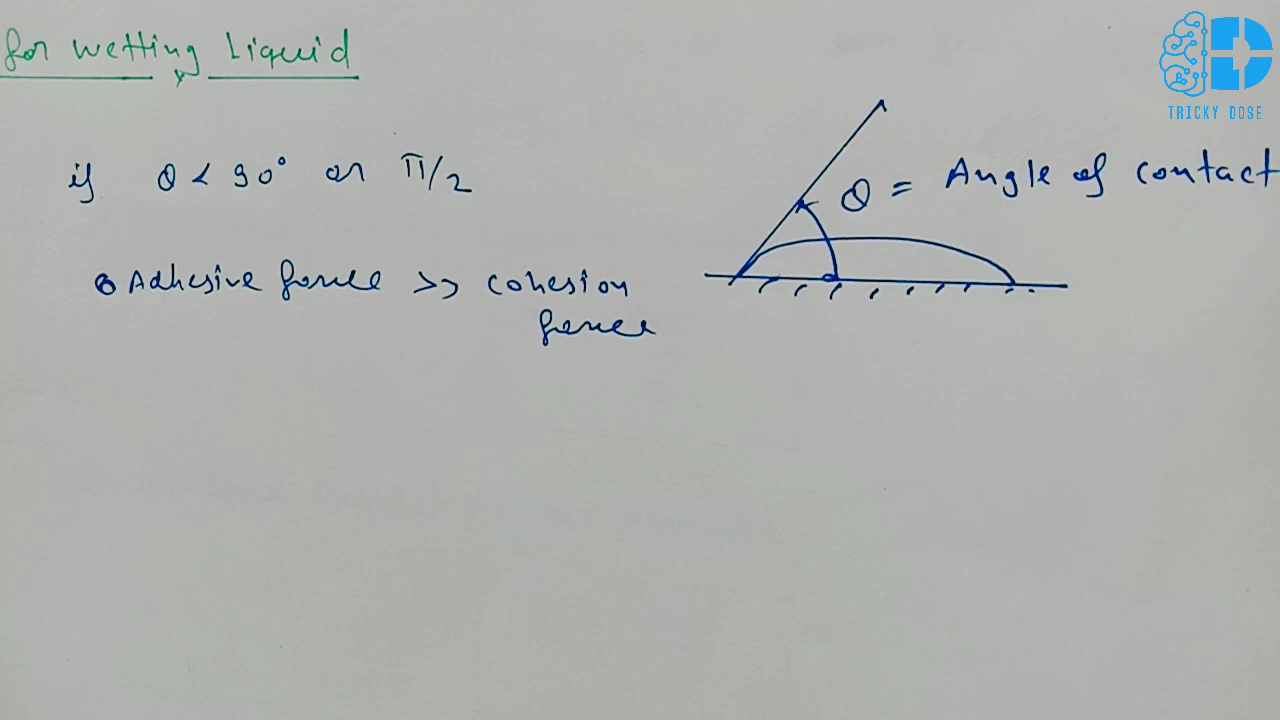 for wetting Liquid
if θ < 90° or π/2
θ = Angle of contact
Adhesive force >> cohesion
force
TRICKY DOSE